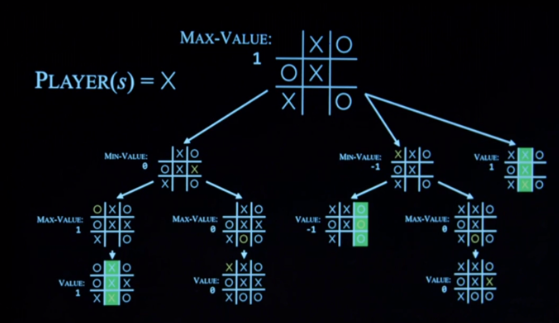 MAX-VALUE:
1
X O
O X
X O
PLAYER(s) = X
MIN-VALUE:
0
X O
O X X
X
MIN-VALUE:
-1
X X O
O X
X O
VALUE:
1
X O
O X
X X O
MAX-VALUE:
1
O X O
O X X
X O
MAX-VALUE:
0
X O
O X X
X O O
VALUE:
-1
X X O
O X O
X O
MAX-VALUE:
0
X X O
O X
X O O
VALUE:
1
O X O
O X X
X X O
VALUE:
0
X X O
O X X
X O O
VALUE:
0
X X O
O X X
X O O